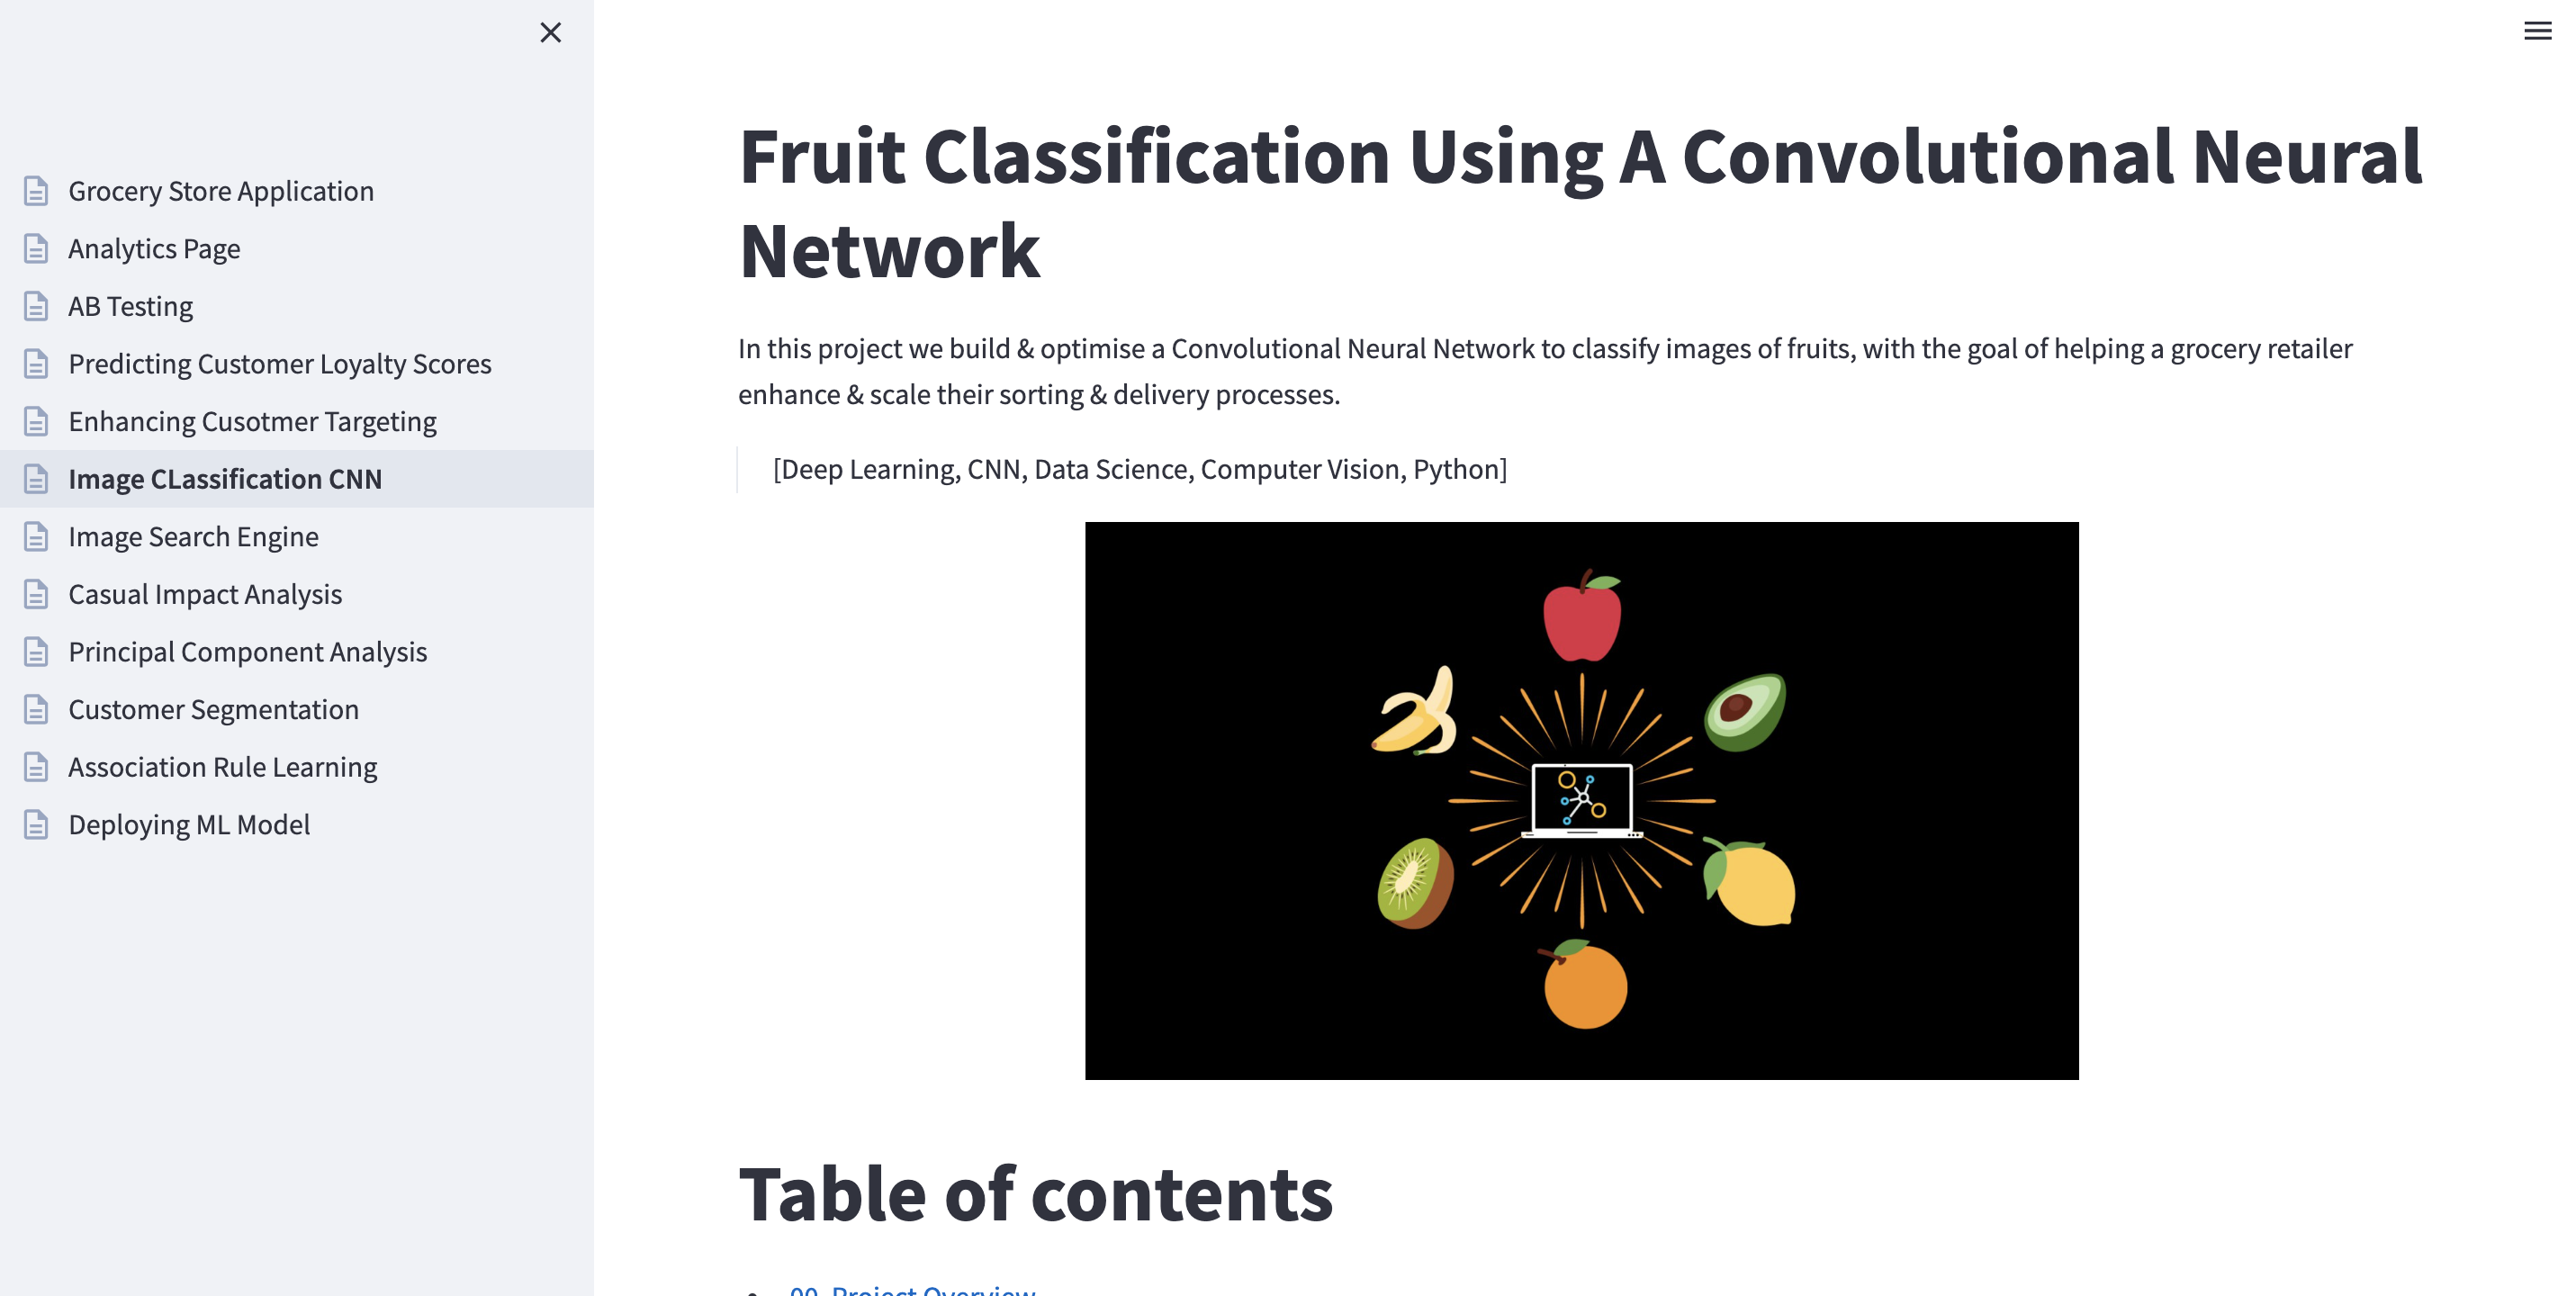 Grocery Store Application
Analytics Page
AB Testing
Predicting Customer Loyalty Scores
Enhancing Cusotmer Targeting
Image CLassification CNN
Image Search Engine
Casual Impact Analysis
Principal Component Analysis
Customer Segmentation
Association Rule Learning
Deploying ML Model
Fruit Classification Using A Convolutional Neural
Network
In this project we build & optimise a Convolutional Neural Network to classify images of fruits, with the goal of helping a grocery retailer
enhance & scale their sorting & delivery processes.
[Deep Learning, CNN, Data Science, Computer Vision, Python]
Table of contents
00. Project Overview